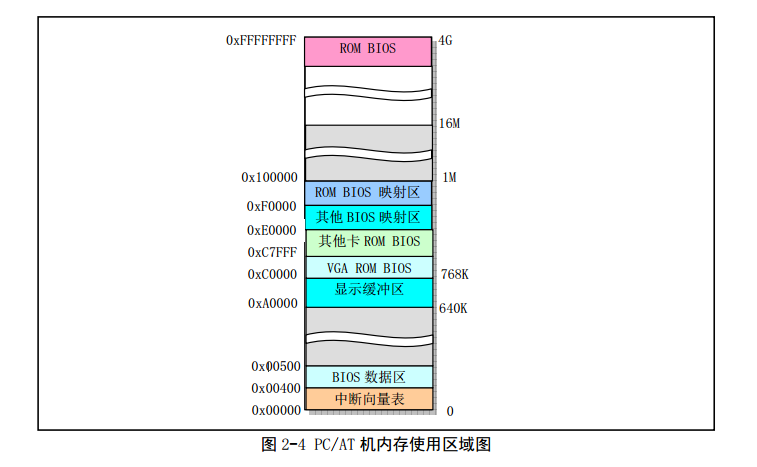 0xFFFFFFFF ROM BIOS 4G
16M
0x100000 1M
ROM BIOS 映射区
0xF0000
其他 BIOS 映射区
0xE0000
其他卡 ROM BIOS
0xC7FFF
VGA ROM BIOS
0xC0000 768K
显示缓冲区
0xA0000 640K
0x00500
BIOS 数据区
0x00400
中断向量表
0x00000 0
图 2-4 PC/AT 机内存使用区域图